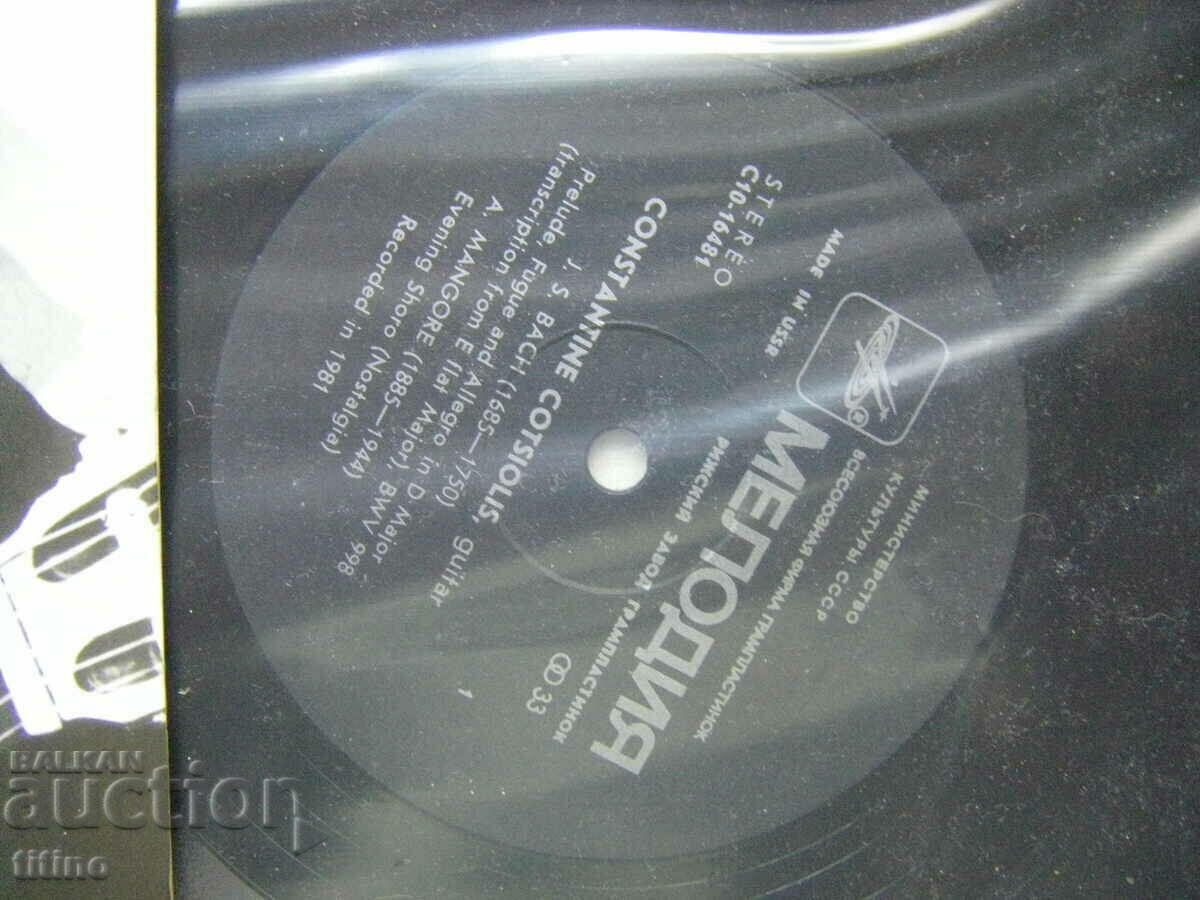 МИНИСТЕРСТВО
КУЛЬТУРЫ СССР
ВСЕСОЮЗНАЯ ФИРМА ГРАМПЛАСТИНОК
®
МЕЛОДИЯ
РИЖСКИЙ ЗАВОД ГРАМПЛАСТИНОК
MADE IN USSR
STEREO
C10-16481
33
1
CONSTANTINE COTSIOLIS, guitar
J. S. BACH (1685—1750)
Prelude, Fugue and Allegro in D Major
(transcription from E flat Major), BWV 998
A. MANGORE (1885—1944)
Evening Shoro (Nostalgia)
Recorded in 1981
BALKAN
auction
titino